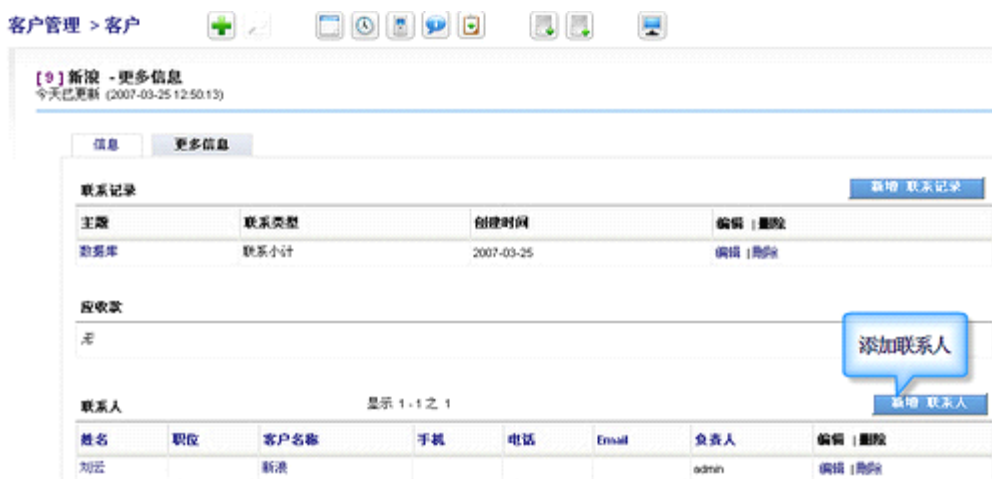 客户管理 > 客户
[9]新浪 -更多信息
今天已更新 (2007-03-25 12:50:13)
信息 更多信息
联系记录 新增 联系记录
主题 联系类型 创建时间 编辑 | 删除
数据库 联系小计 2007-03-25 编辑 | 删除
应收款
无
添加联系人
联系人 显示 1 - 1 之 1 新增 联系人
姓名 职位 客户名称 手机 电话 Email 负责人 编辑 | 删除
刘云 新浪 admin 编辑 | 删除